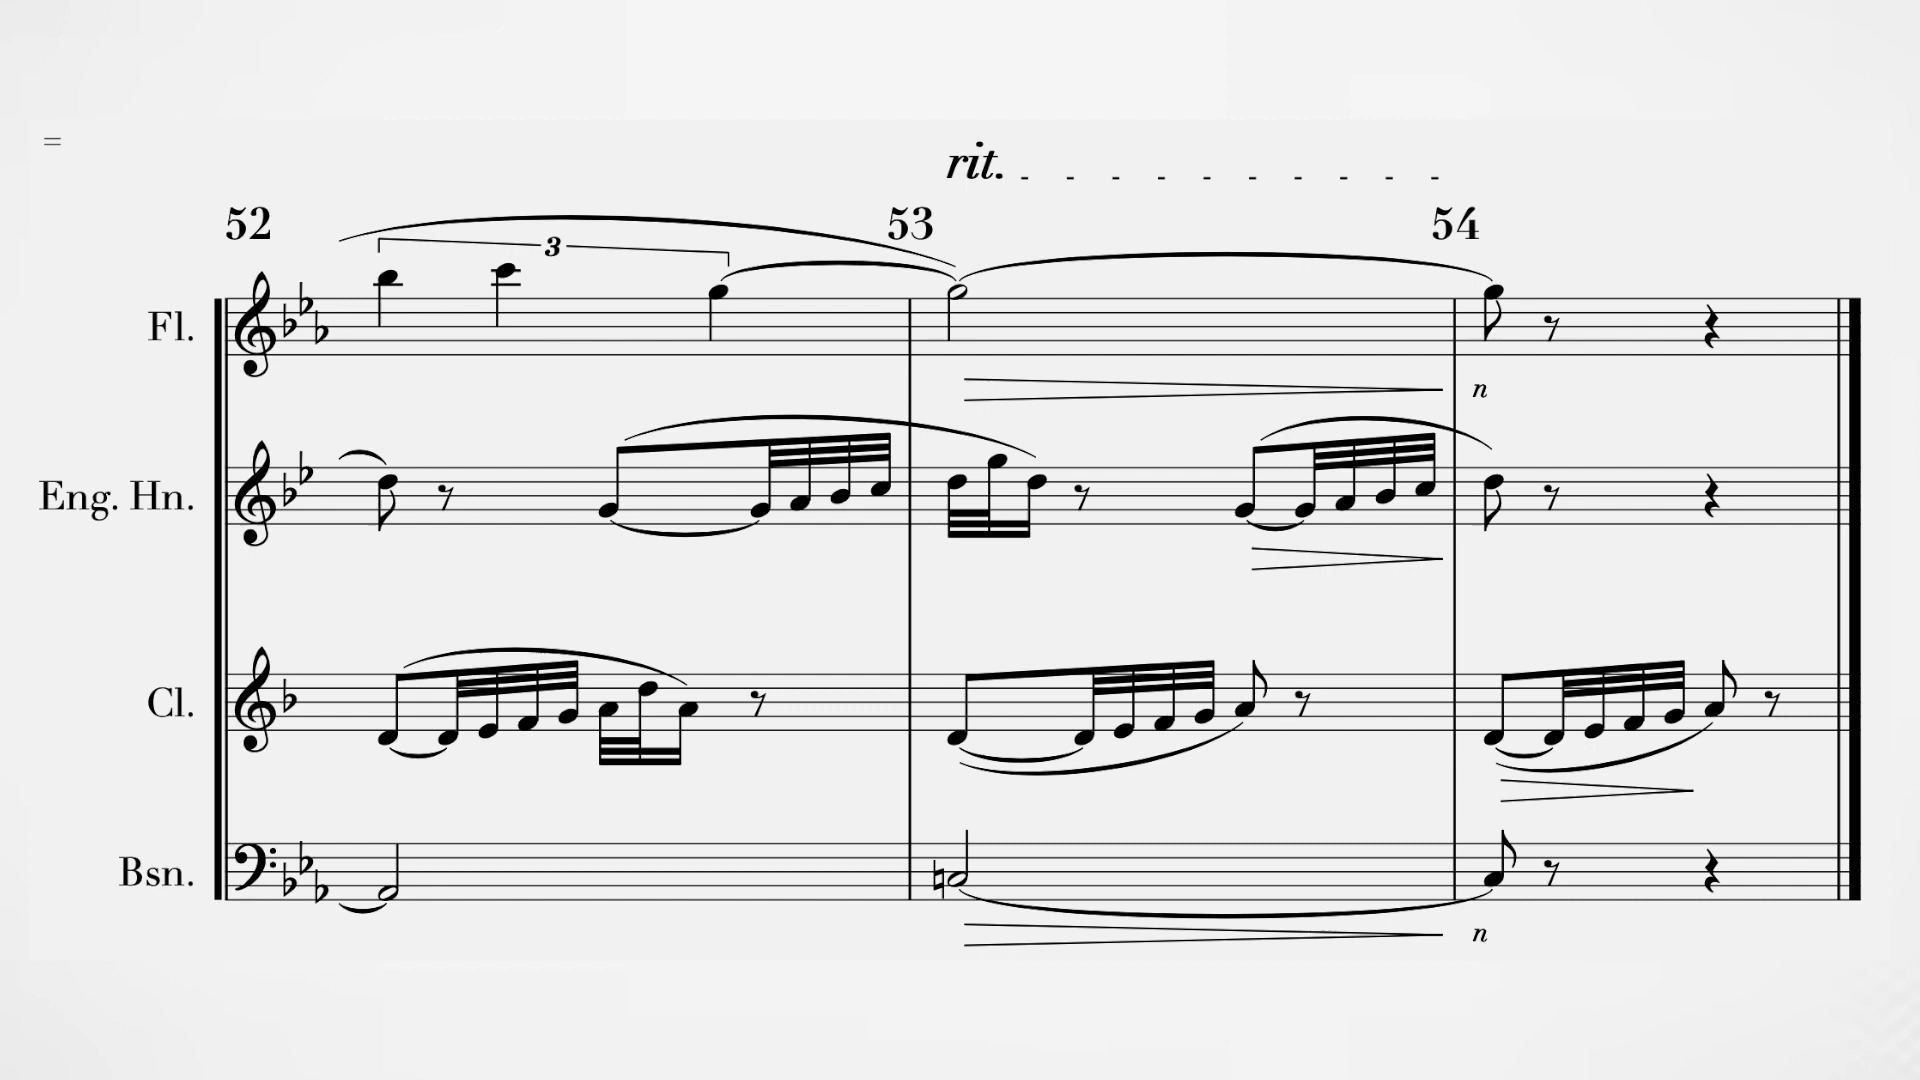 =
rit.
52 53 54
3
Fl.
n
Eng. Hn.
Cl.
Bsn.
n